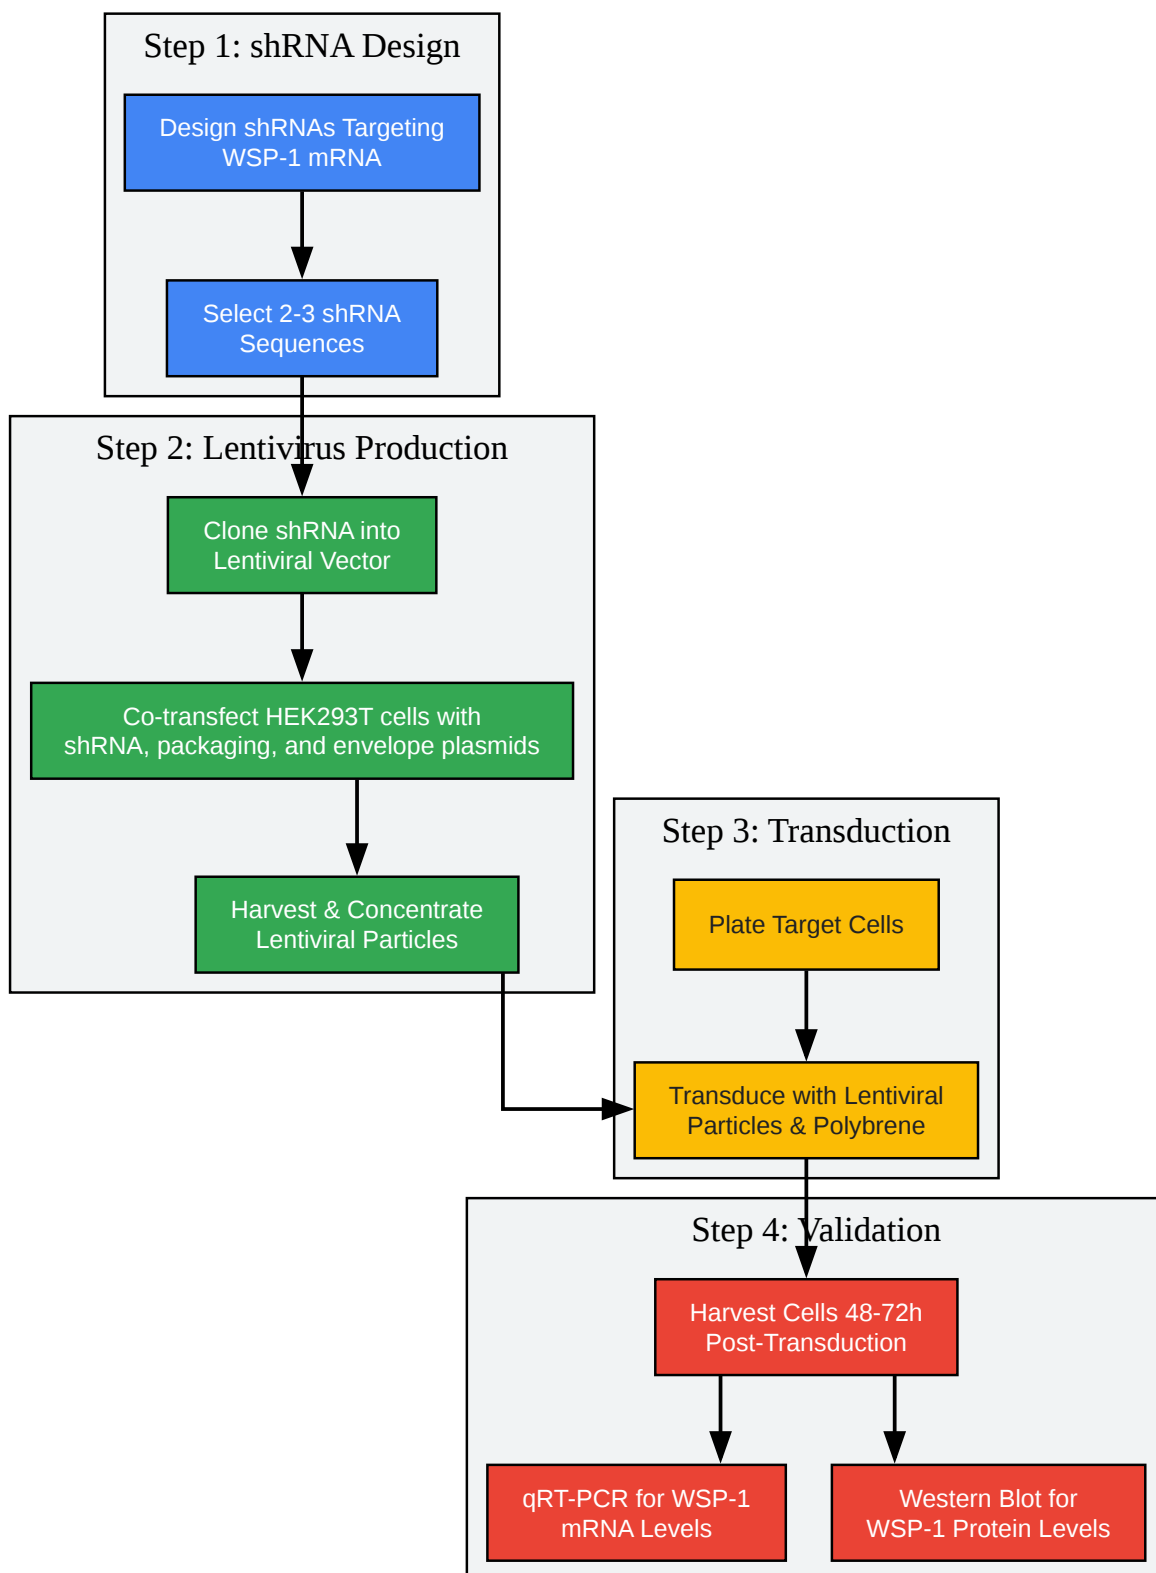 Step 1: shRNA Design
Design shRNAs Targeting
WSP-1 mRNA
Select 2-3 shRNA
Sequences
Step 2: Lentivirus Production
Clone shRNA into
Lentiviral Vector
Co-transfect HEK293T cells with
shRNA, packaging, and envelope plasmids
Harvest & Concentrate
Lentiviral Particles
Step 3: Transduction
Plate Target Cells
Transduce with Lentiviral
Particles & Polybrene
Step 4: Validation
Harvest Cells 48-72h
Post-Transduction
qRT-PCR for WSP-1
mRNA Levels
Western Blot for
WSP-1 Protein Levels